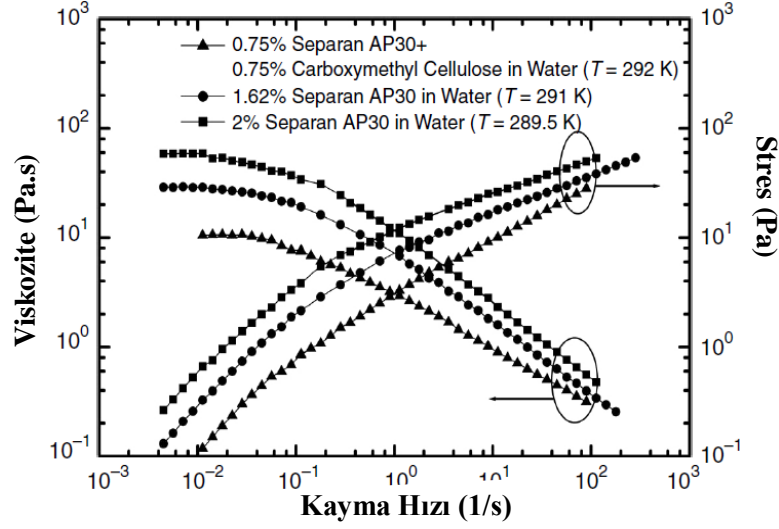 10³
10²
10¹
10⁰
10⁻¹
Viskozite (Pa.s)
0.75% Separan AP30+
0.75% Carboxymethyl Cellulose in Water (T = 292 K)
1.62% Separan AP30 in Water (T = 291 K)
2% Separan AP30 in Water (T = 289.5 K)
10³
10²
10¹
10⁰
10⁻¹
Stres (Pa)
10⁻³ 10⁻² 10⁻¹ 10⁰ 10¹ 10² 10³
Kayma Hızı (1/s)